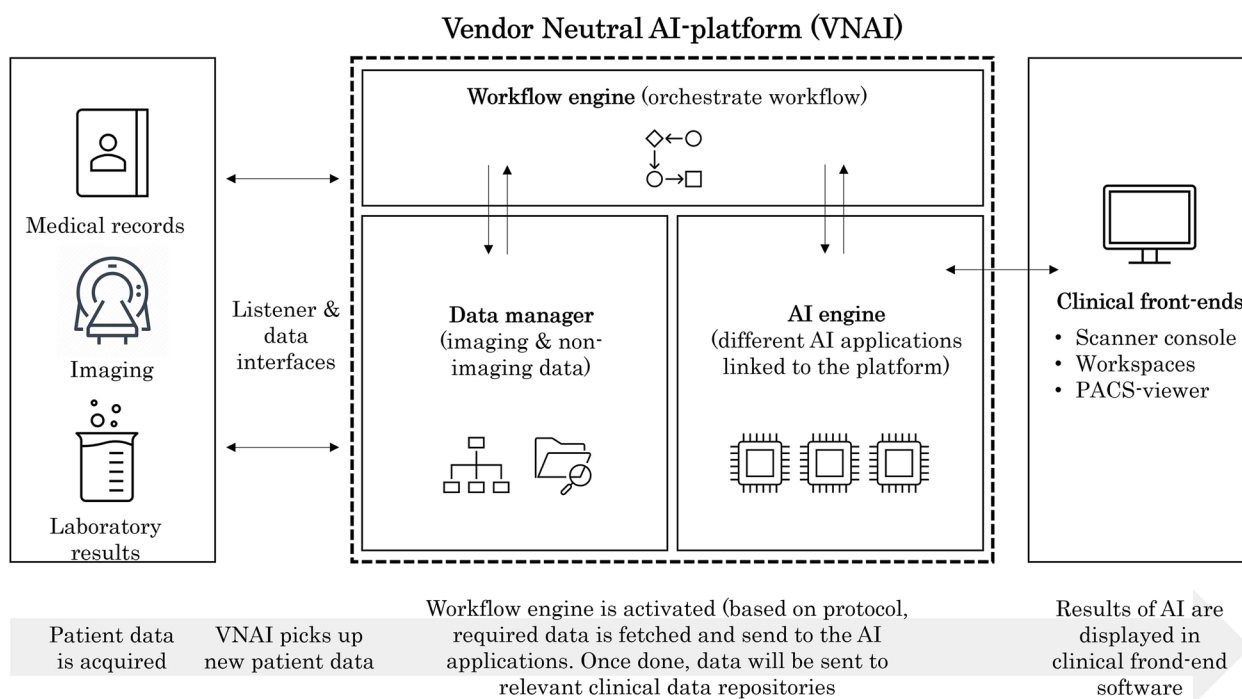 Vendor Neutral AI-platform (VNAI)
Medical records
Imaging
Laboratory
results
Listener &
data
interfaces
Workflow engine (orchestrate workflow)
Data manager
(imaging & non-
imaging data)
AI engine
(different AI applications
linked to the platform)
Clinical front-ends
• Scanner console
• Workspaces
• PACS-viewer
Patient data
is acquired
VNAI picks up
new patient data
Workflow engine is activated (based on protocol,
required data is fetched and send to the AI
applications. Once done, data will be sent to
relevant clinical data repositories
Results of AI are
displayed in
clinical frond-end
software